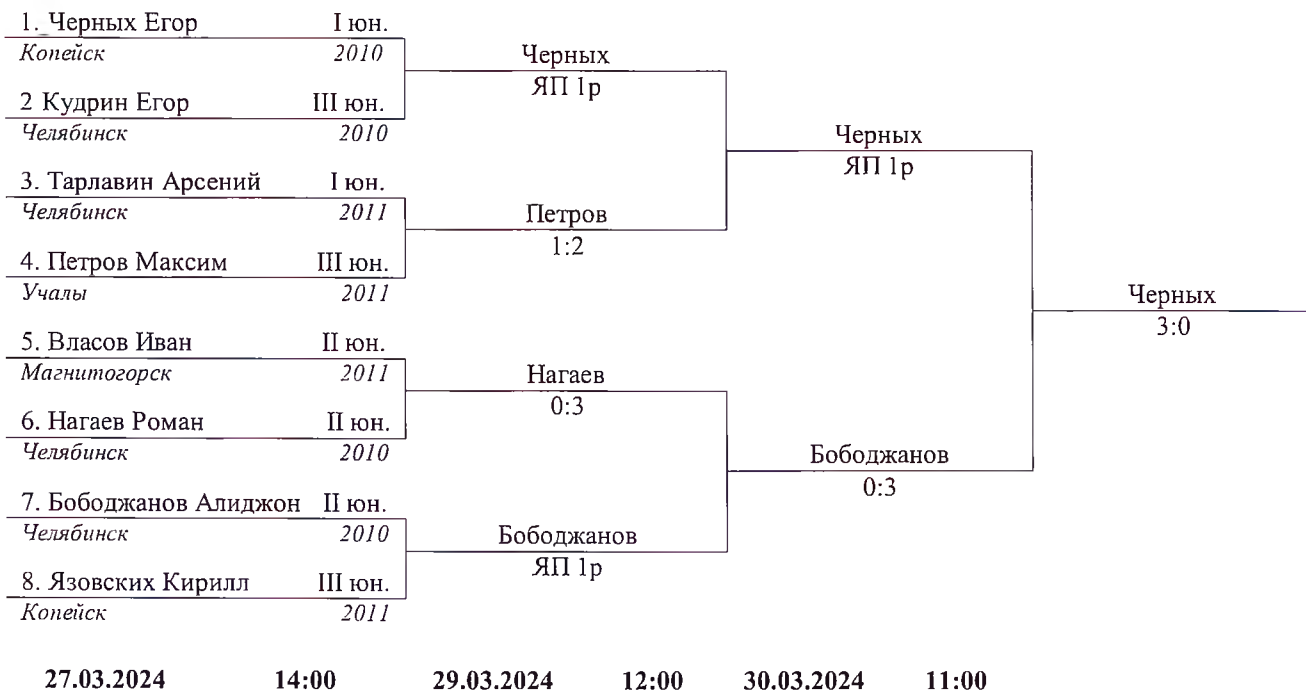 1. Черных Егор I юн.
Копейск 2010
2 Кудрин Егор III юн.
Челябинск 2010
3. Тарлавин Арсений I юн.
Челябинск 2011
4. Петров Максим III юн.
Учалы 2011
5. Власов Иван II юн.
Магнитогорск 2011
6. Нагаев Роман II юн.
Челябинск 2010
7. Бободжанов Алиджон II юн.
Челябинск 2010
8. Язовских Кирилл III юн.
Копейск 2011
Черных
ЯП 1р
Петров
1:2
Нагаев
0:3
Бободжанов
ЯП 1р
Черных
ЯП 1р
Бободжанов
0:3
Черных
3:0
27.03.2024 14:00 29.03.2024 12:00 30.03.2024 11:00